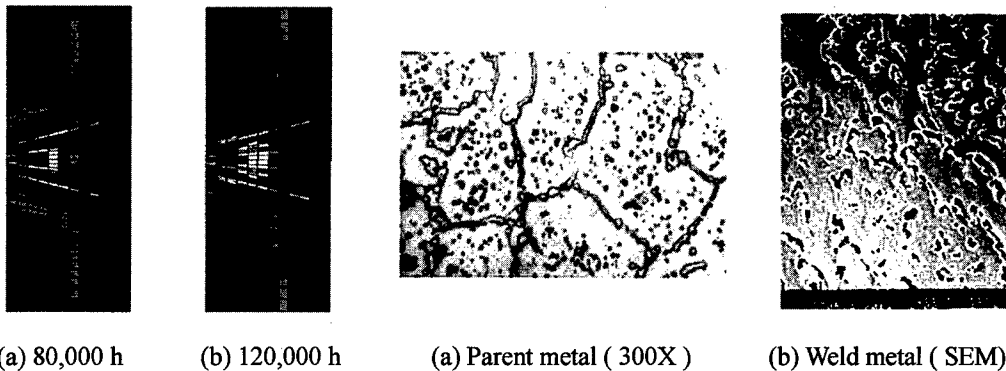 (a) 80,000 h
(b) 120,000 h
(a) Parent metal ( 300X )
(b) Weld metal ( SEM)